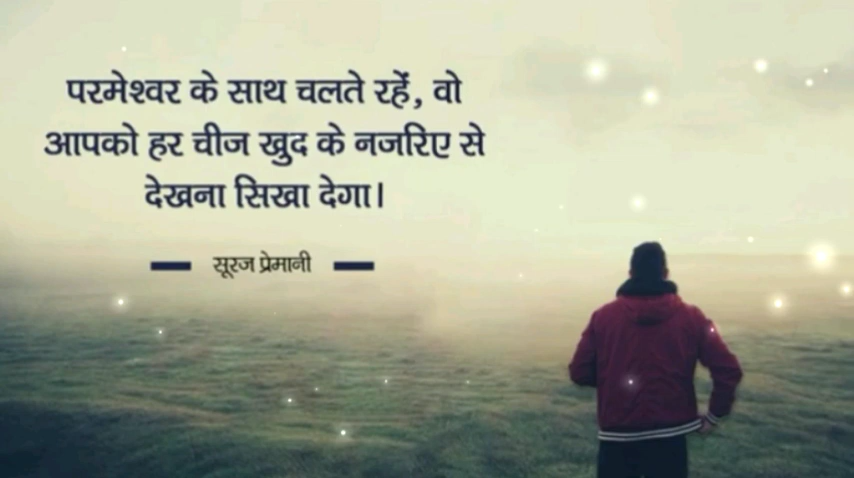 परमेश्वर के साथ चलते रहें, वो
आपको हर चीज खुद के नजरिए से
देखना सिखा देगा।
सूरज प्रेमानी